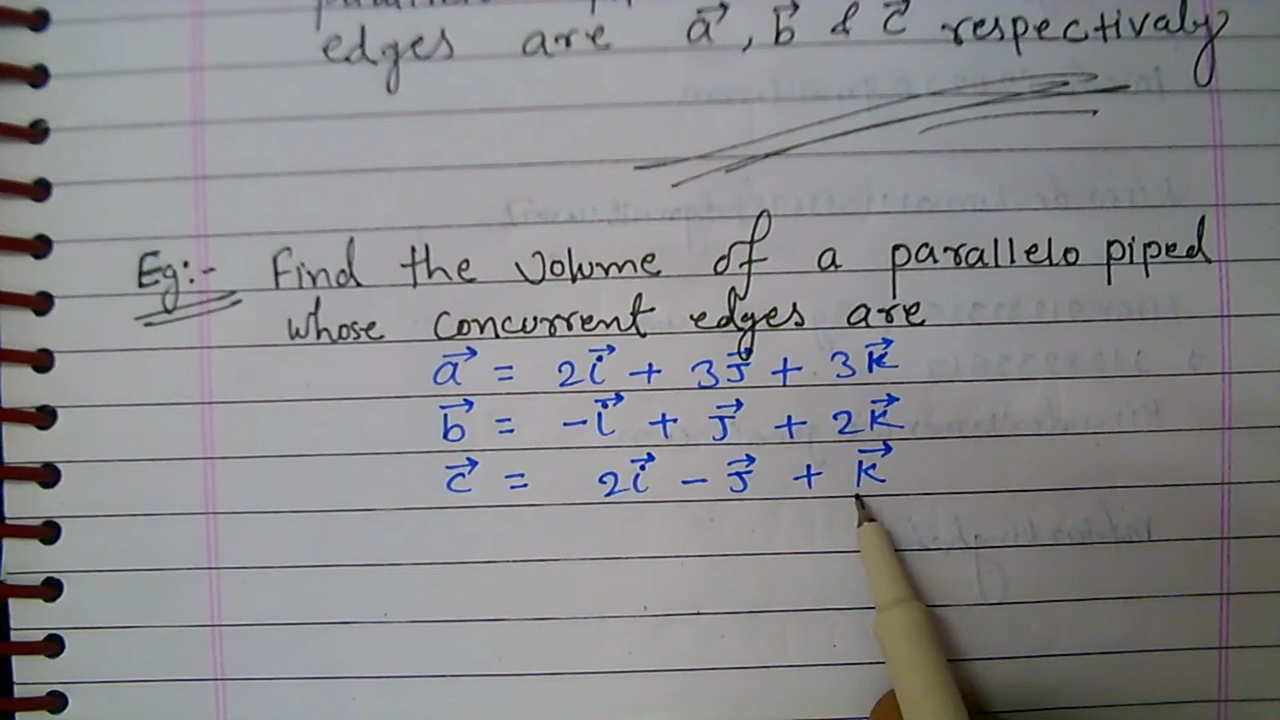 edges are a⃗, b⃗ & c⃗ respectivaly
Eg:- Find the volume of a parallelo piped
whose concurrent edges are
a⃗ = 2i⃗ + 3j⃗ + 3k⃗
b⃗ = -i⃗ + j⃗ + 2k⃗
c⃗ = 2i⃗ - j⃗ + k⃗